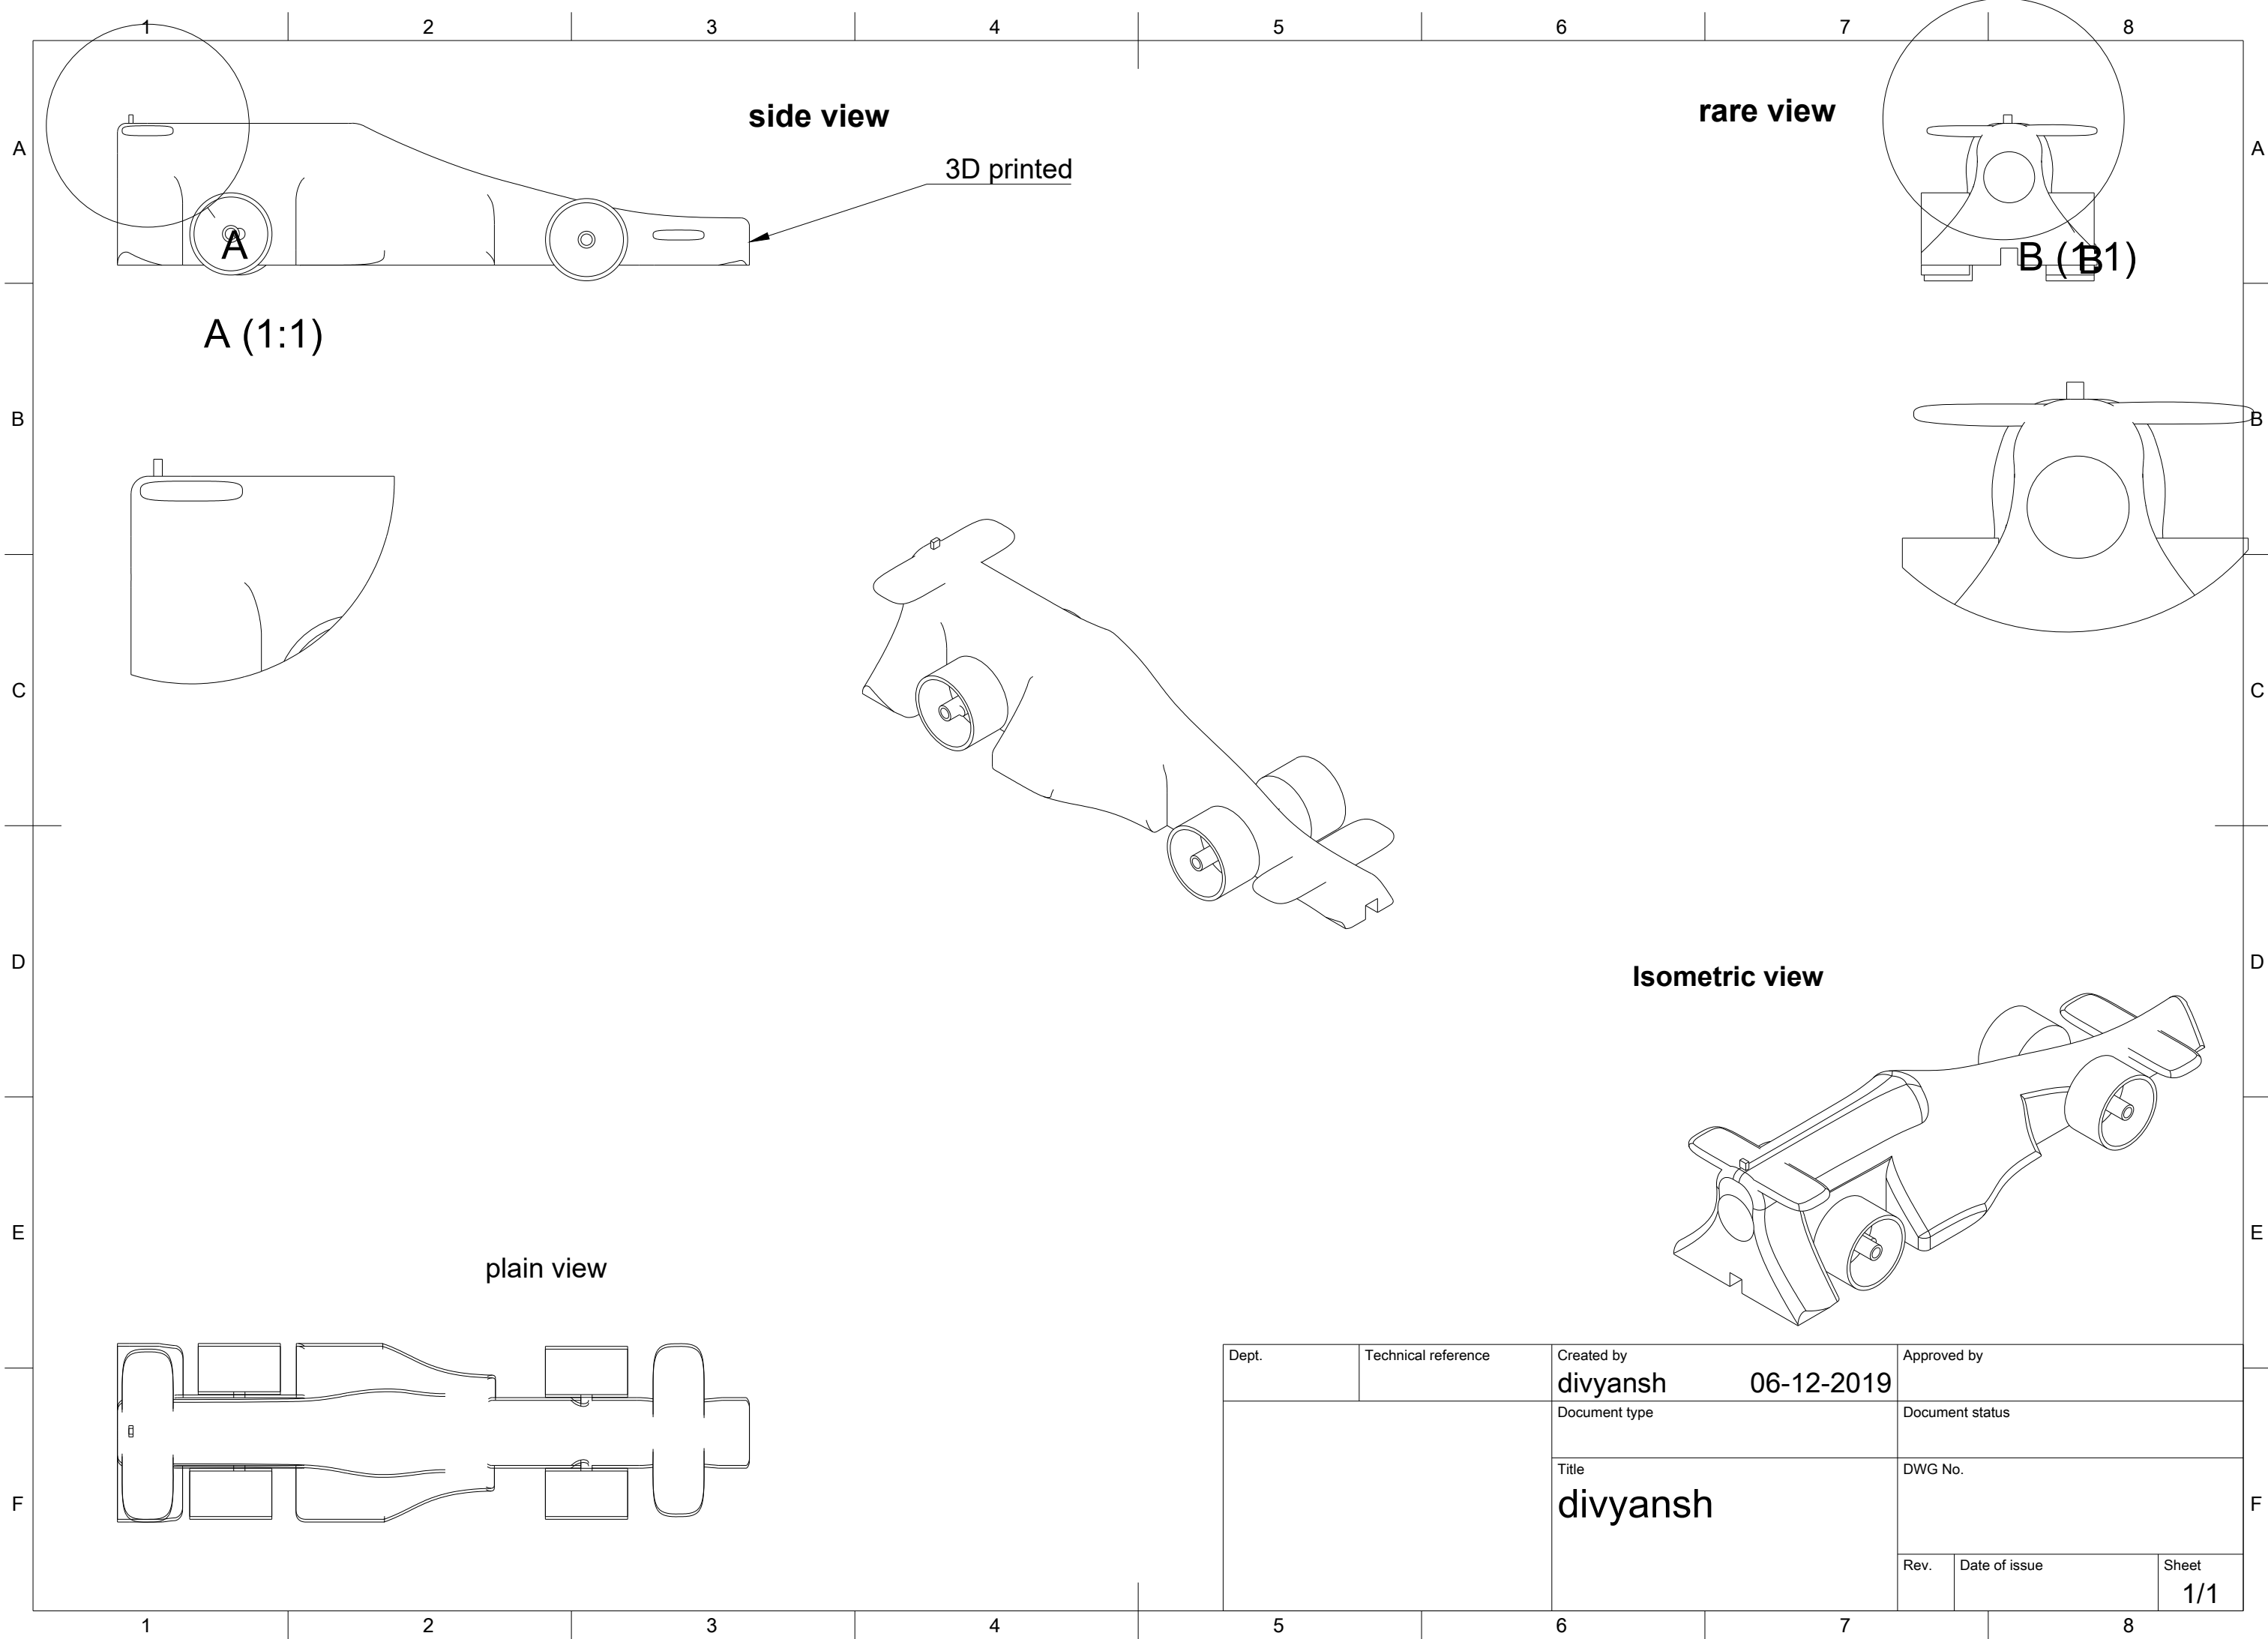 1 2 3 4 5 6 7 8
side view
rare view
A A
3D printed
A
B (1:1)
B
A (1:1)
B B
C C
D D
Isometric view
E E
plain view
Dept. Technical reference Created by Approved by
divyansh 06-12-2019
Document type Document status
Title DWG No.
divyansh
F F
Rev. Date of issue Sheet
1/1
1 2 3 4 5 6 7 8